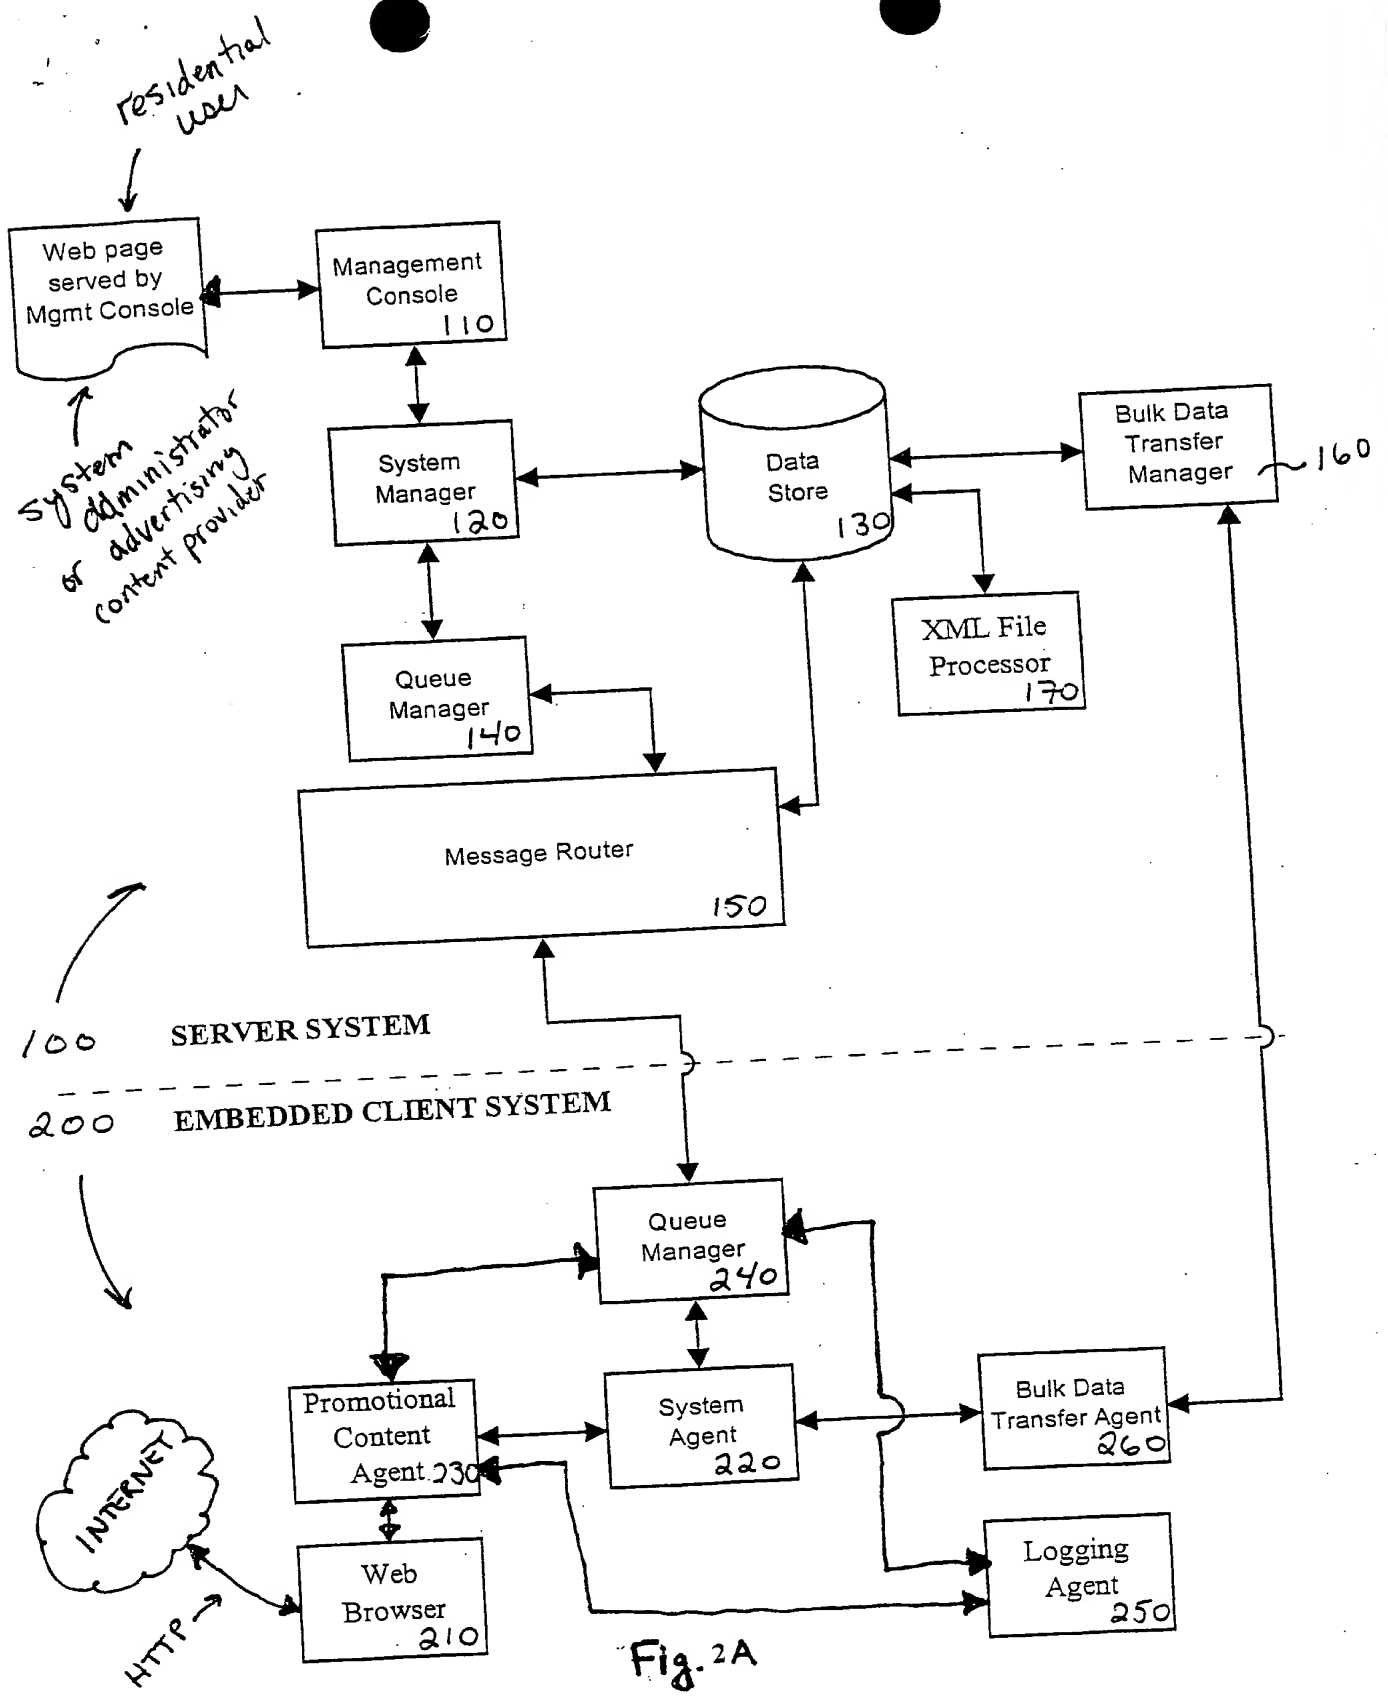 residential
user
Web page
served by
Mgmt Console
Management
Console
110
System
administrator
or advertising
content provider
System
Manager
120
Data
Store
130
Bulk Data
Transfer
Manager
160
XML File
Processor
170
Queue
Manager
140
Message Router
150
100 SERVER SYSTEM
200 EMBEDDED CLIENT SYSTEM
Queue
Manager
240
Promotional
Content
Agent 230
System
Agent
220
Bulk Data
Transfer Agent
260
INTERNET
HTTP
Web
Browser
210
Logging
Agent
250
Fig. 2A